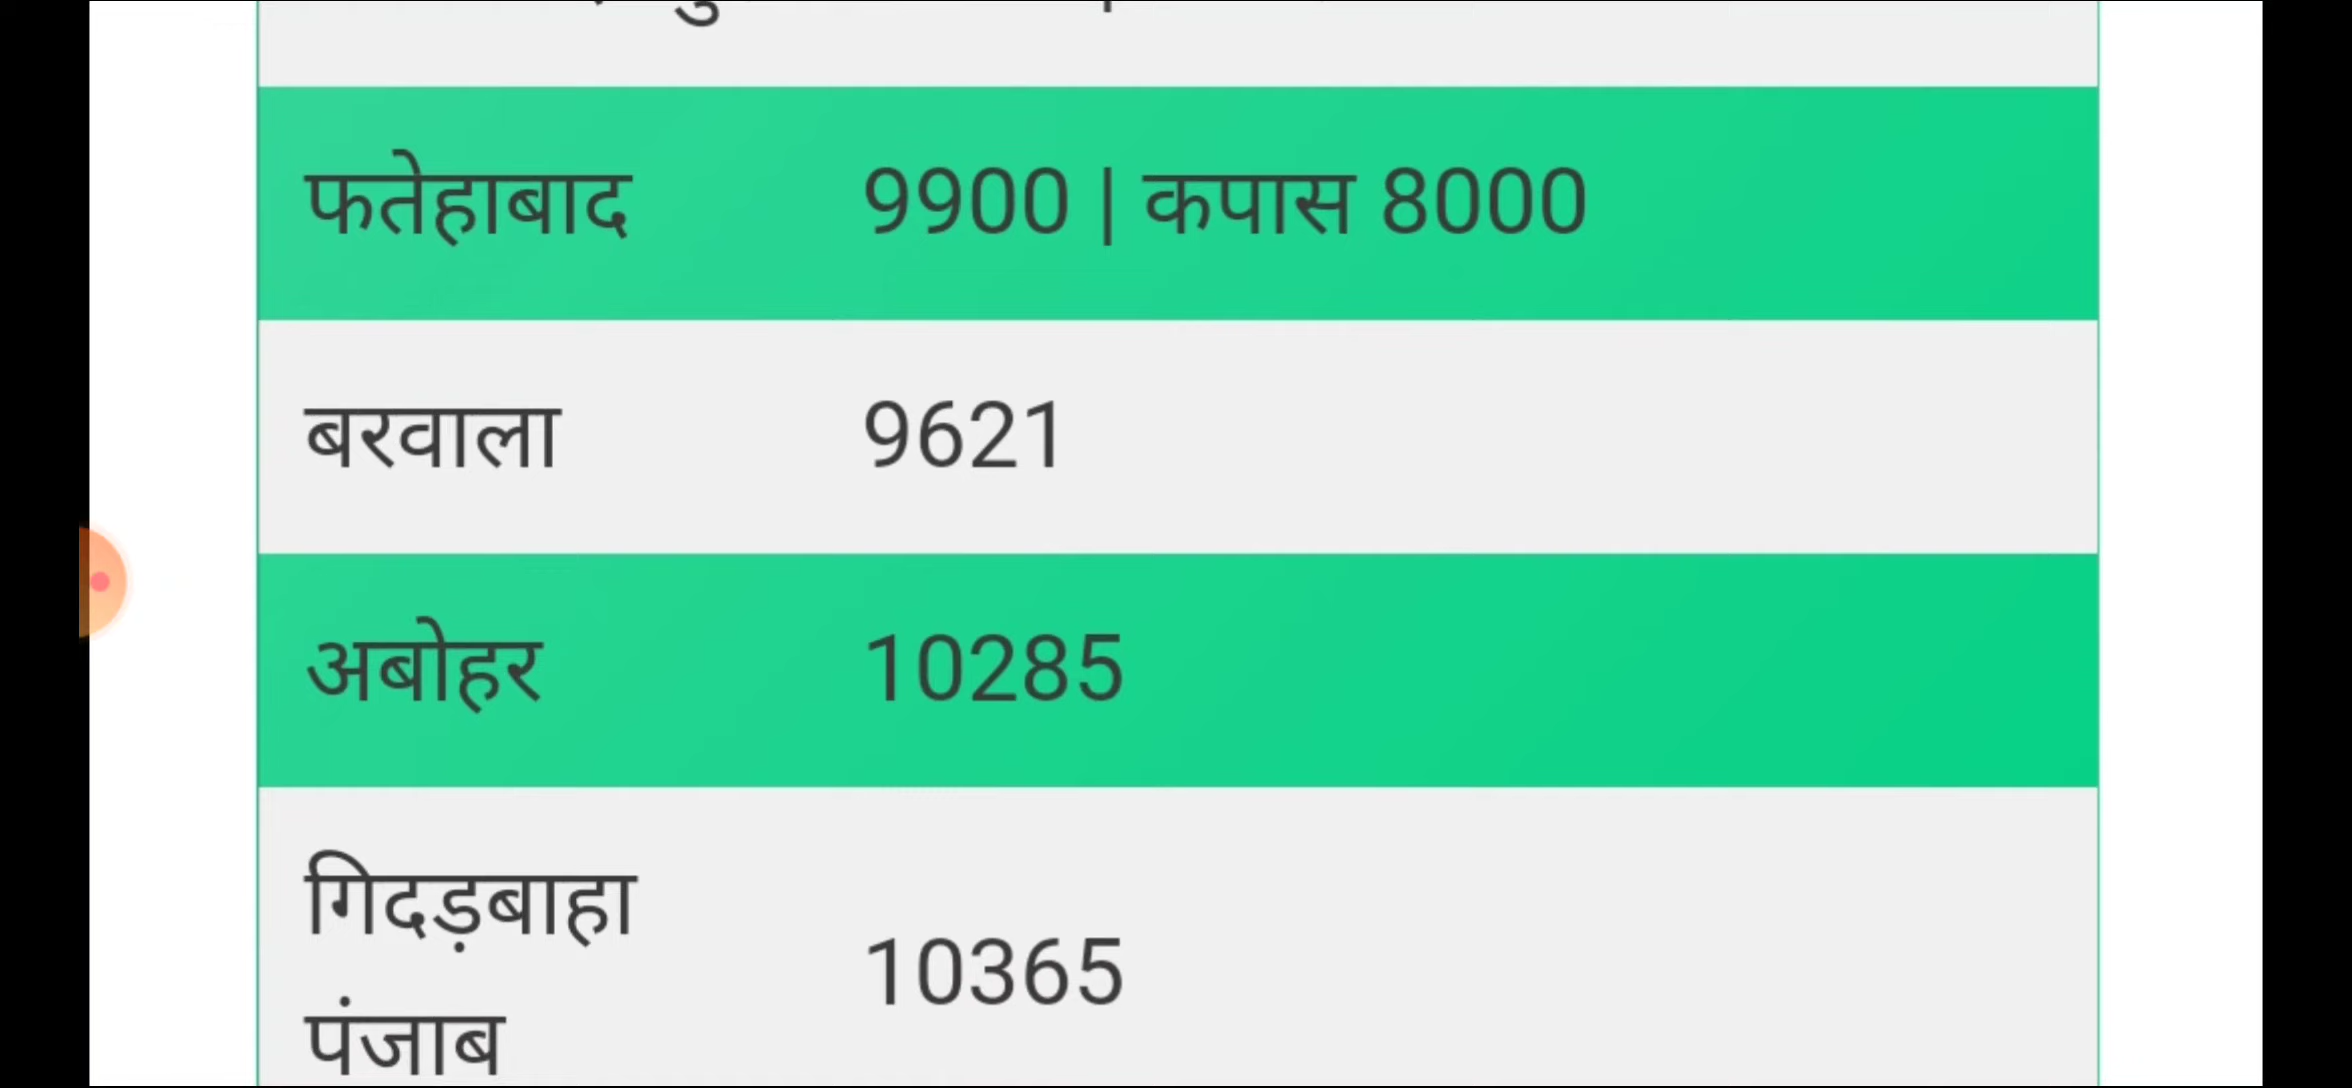 फतेहाबाद 9900 | कपास 8000
बरवाला 9621
अबोहर 10285
गिदड़बाहा
पंजाब 10365